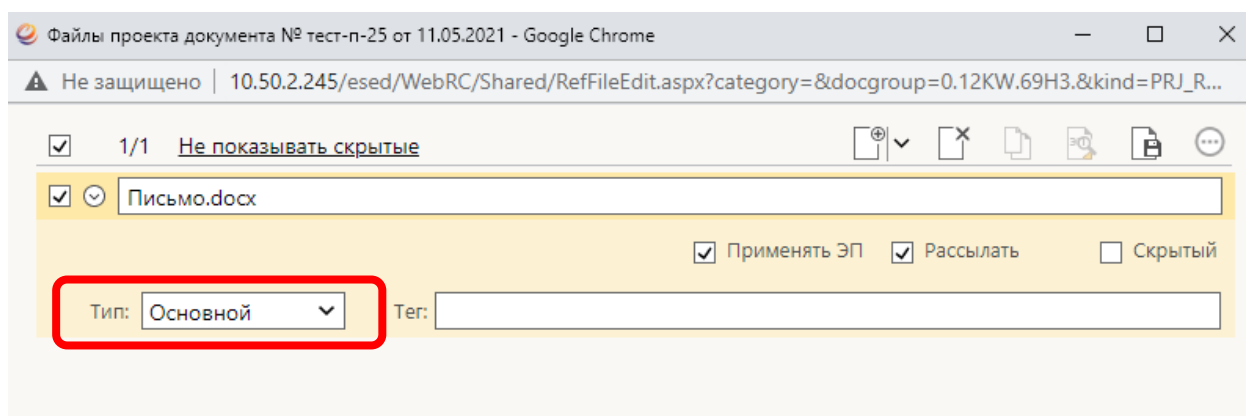 Файлы проекта документа № тест-п-25 от 11.05.2021 - Google Chrome
Не защищено | 10.50.2.245/esed/WebRC/Shared/RefFileEdit.aspx?category=&docgroup=0.12KW.69H3.&kind=PRJ_R...
1/1 Не показывать скрытые
Письмо.docx
Применять ЭП Рассылать Скрытый
Тип: Основной Тег: